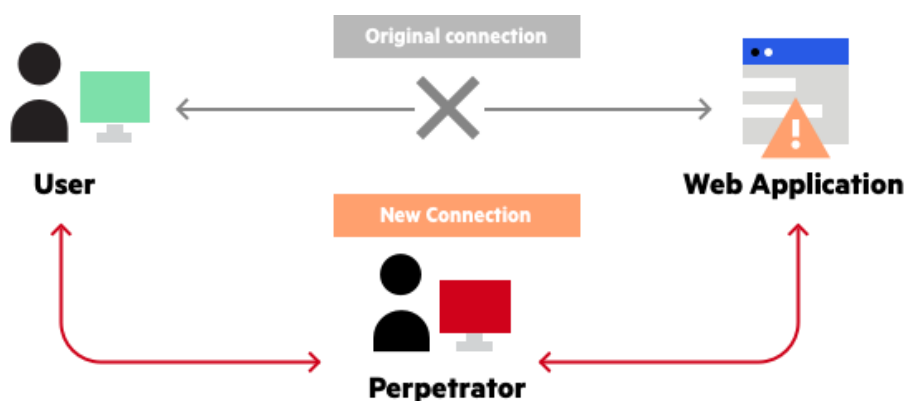 Original connection
User
Web Application
New Connection
Perpetrator